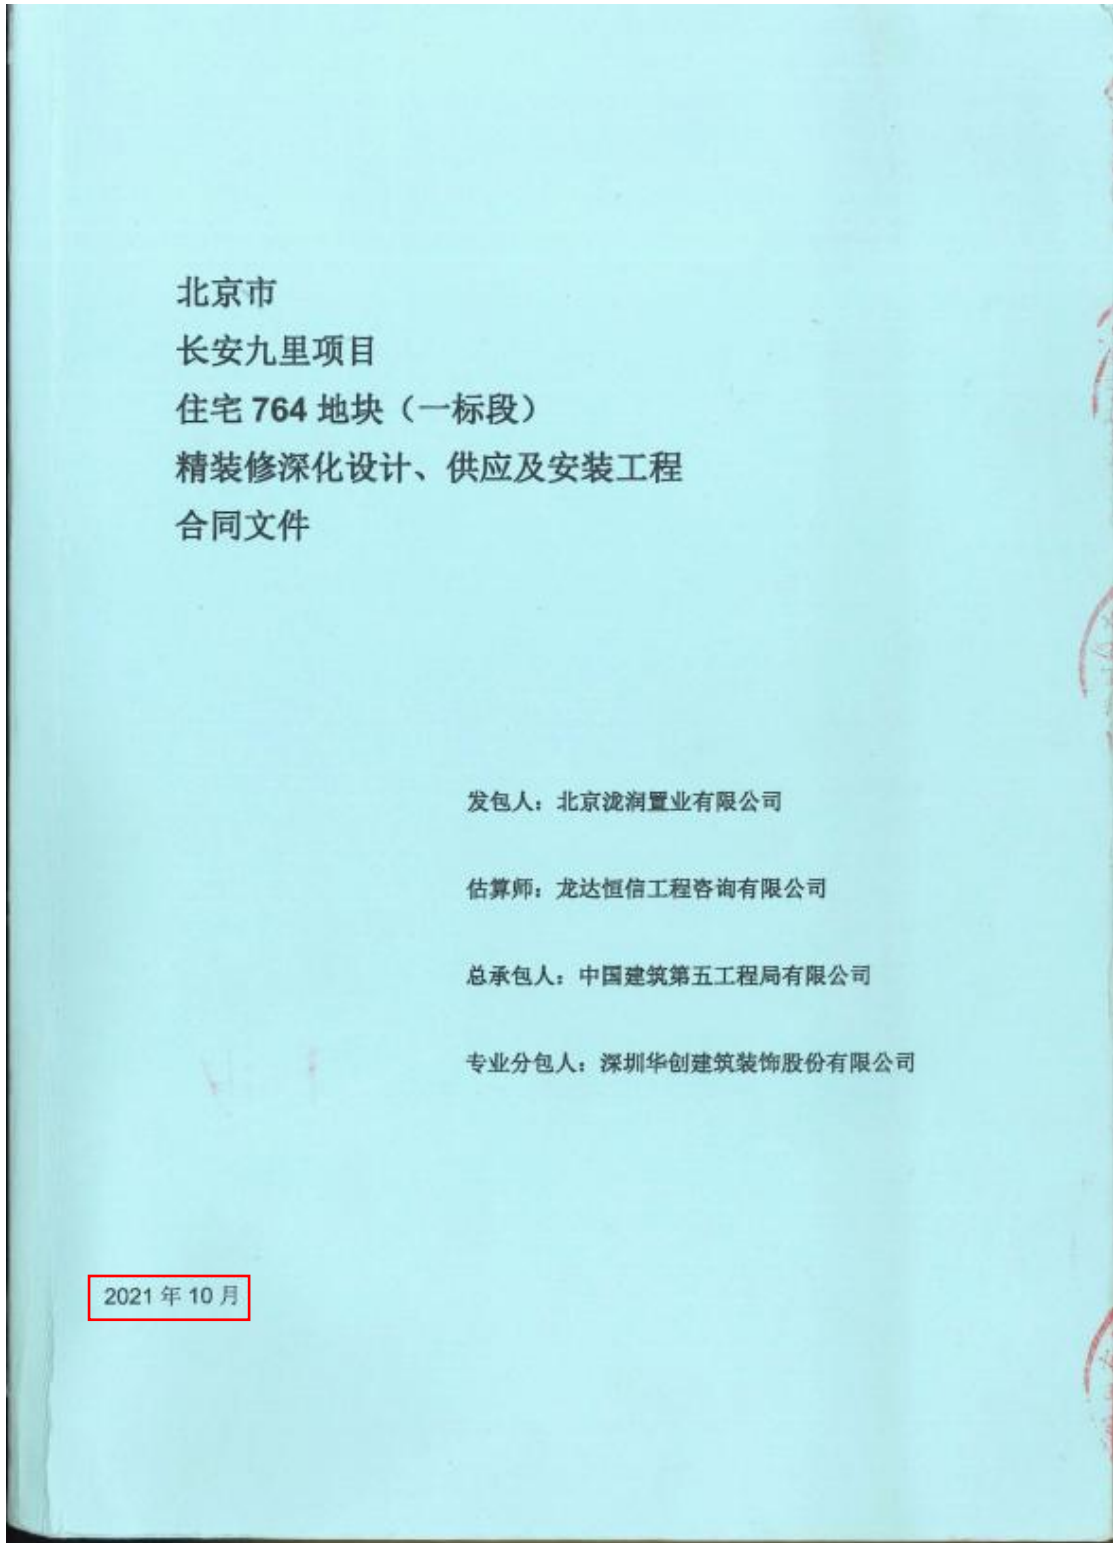 北京市
长安九里项目
住宅 764 地块（一标段）
精装修深化设计、供应及安装工程
合同文件
发包人：北京泷润置业有限公司
估算师：龙达恒信工程咨询有限公司
总承包人：中国建筑第五工程局有限公司
专业分包人：深圳华创建筑装饰股份有限公司
2021 年 10 月